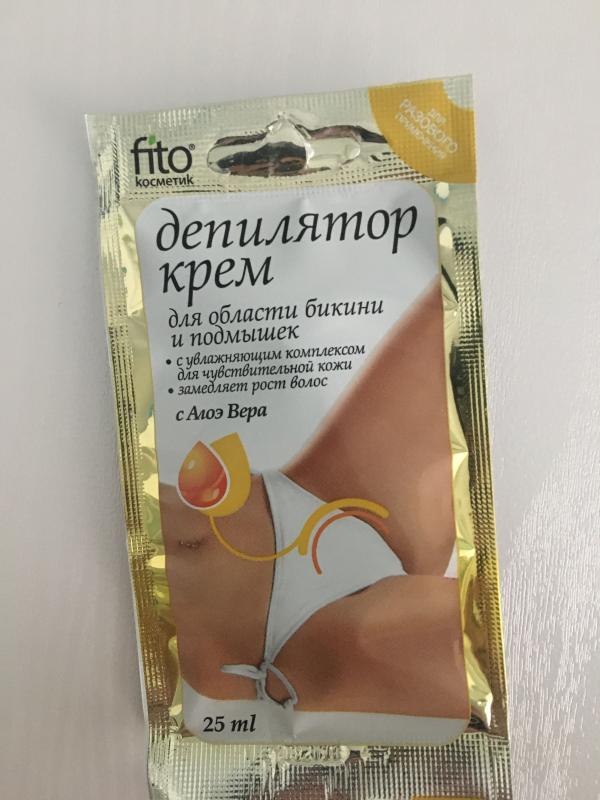 fito®
косметик
для
РАЗОВОГО
применения
депилятор
крем
для области бикини
и подмышек
• с увлажняющим комплексом
для чувствительной кожи
• замедляет рост волос
с Алоэ Вера
25 ml